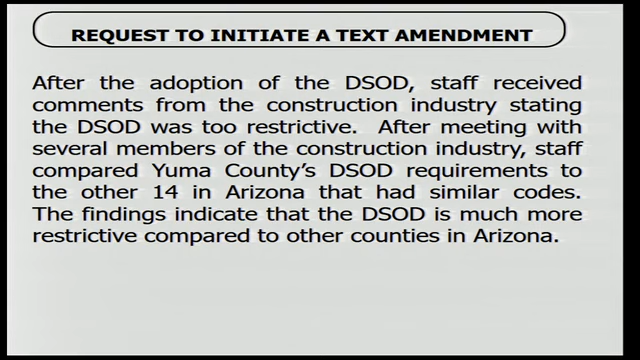 REQUEST TO INITIATE A TEXT AMENDMENT
After the adoption of the DSOD, staff received
comments from the construction industry stating
the DSOD was too restrictive. After meeting with
several members of the construction industry, staff
compared Yuma County’s DSOD requirements to
the other 14 in Arizona that had similar codes.
The findings indicate that the DSOD is much more
restrictive compared to other counties in Arizona.